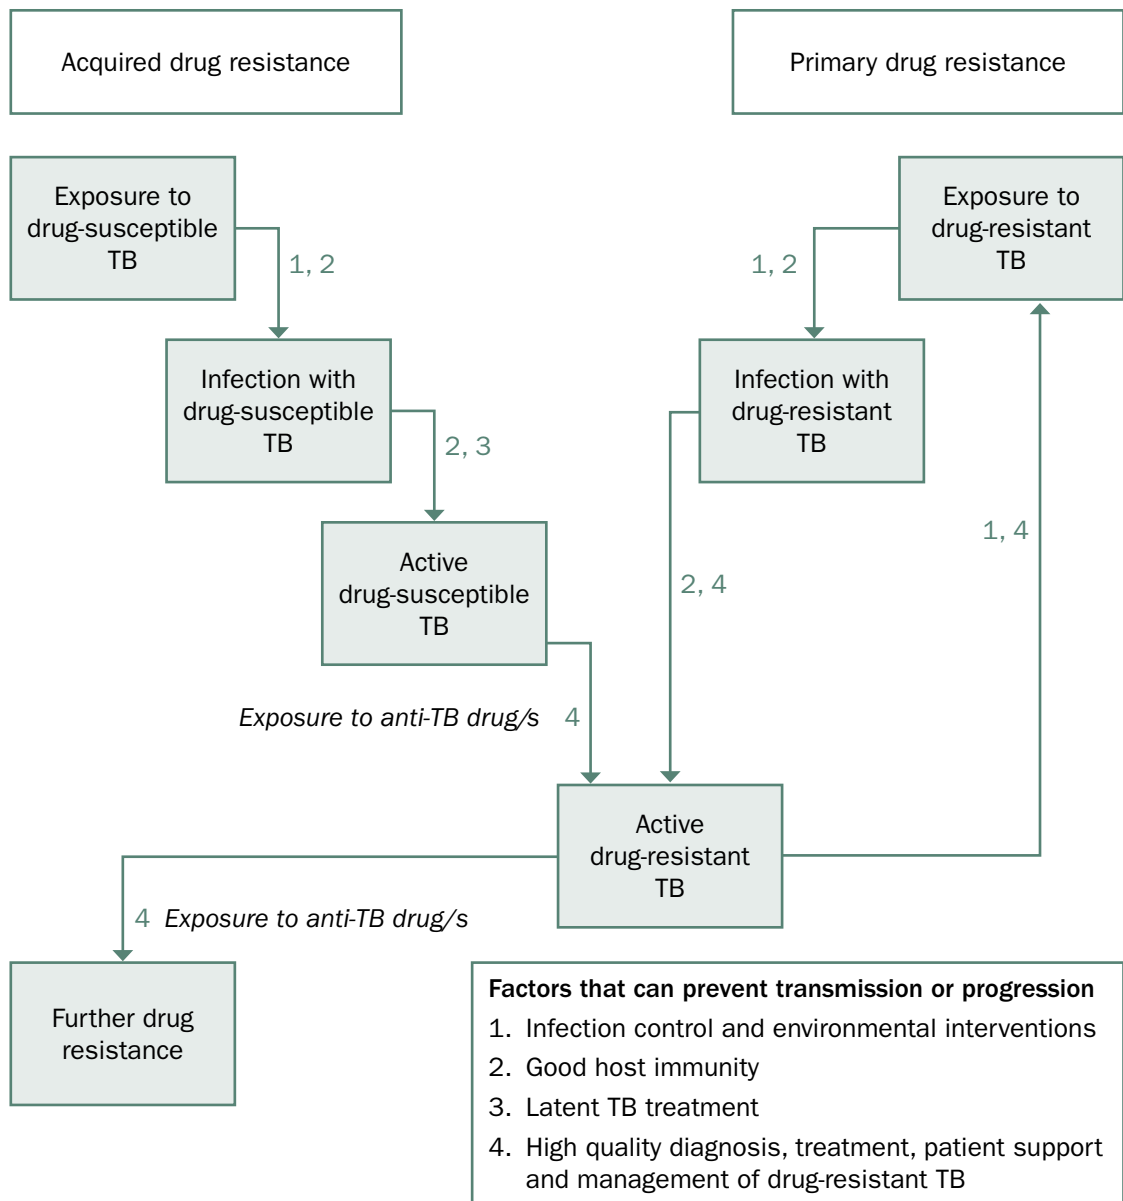 Acquired drug resistance
Primary drug resistance
Exposure to
drug-susceptible
TB
Exposure to
drug-resistant
TB
1, 2
1, 2
Infection with
drug-susceptible
TB
Infection with
drug-resistant
TB
2, 3
1, 4
Active
drug-susceptible
TB
2, 4
Exposure to anti-TB drug/s 4
Active
drug-resistant
TB
4 Exposure to anti-TB drug/s
Further drug
resistance
Factors that can prevent transmission or progression
1. Infection control and environmental interventions
2. Good host immunity
3. Latent TB treatment
4. High quality diagnosis, treatment, patient support
and management of drug-resistant TB